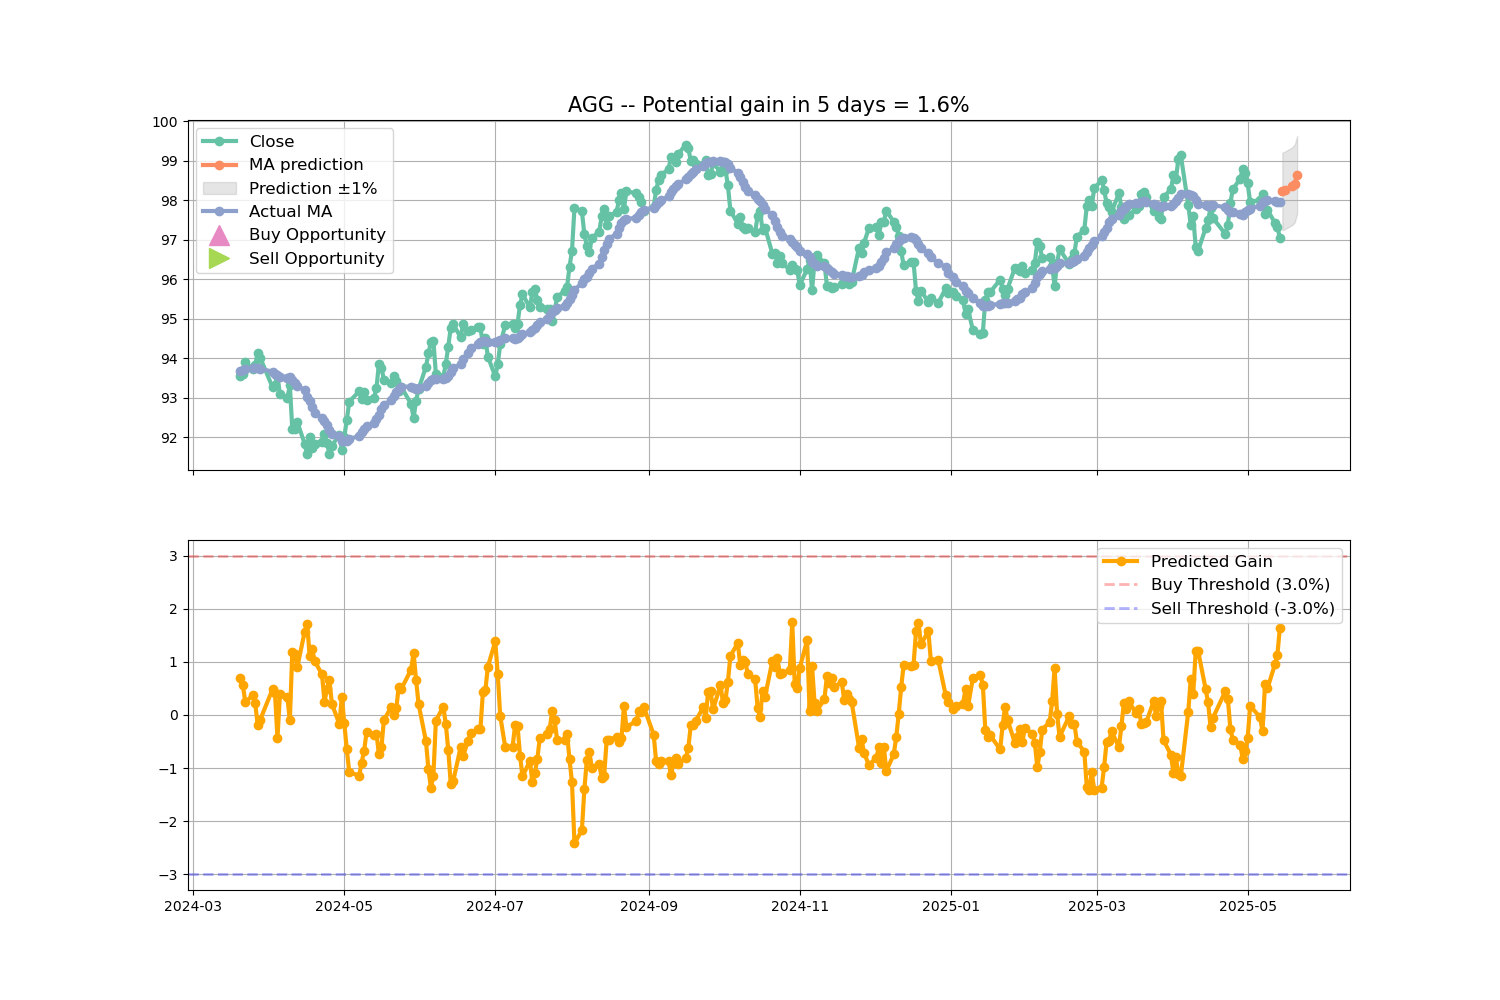 AGG -- Potential gain in 5 days = 1.6%
100
99
98
97
96
95
94
93
92
Close
MA prediction
Prediction ±1%
Actual MA
Buy Opportunity
Sell Opportunity
3
2
1
0
−1
−2
−3
Predicted Gain
Buy Threshold (3.0%)
Sell Threshold (-3.0%)
2024-03
2024-05
2024-07
2024-09
2024-11
2025-01
2025-03
2025-05